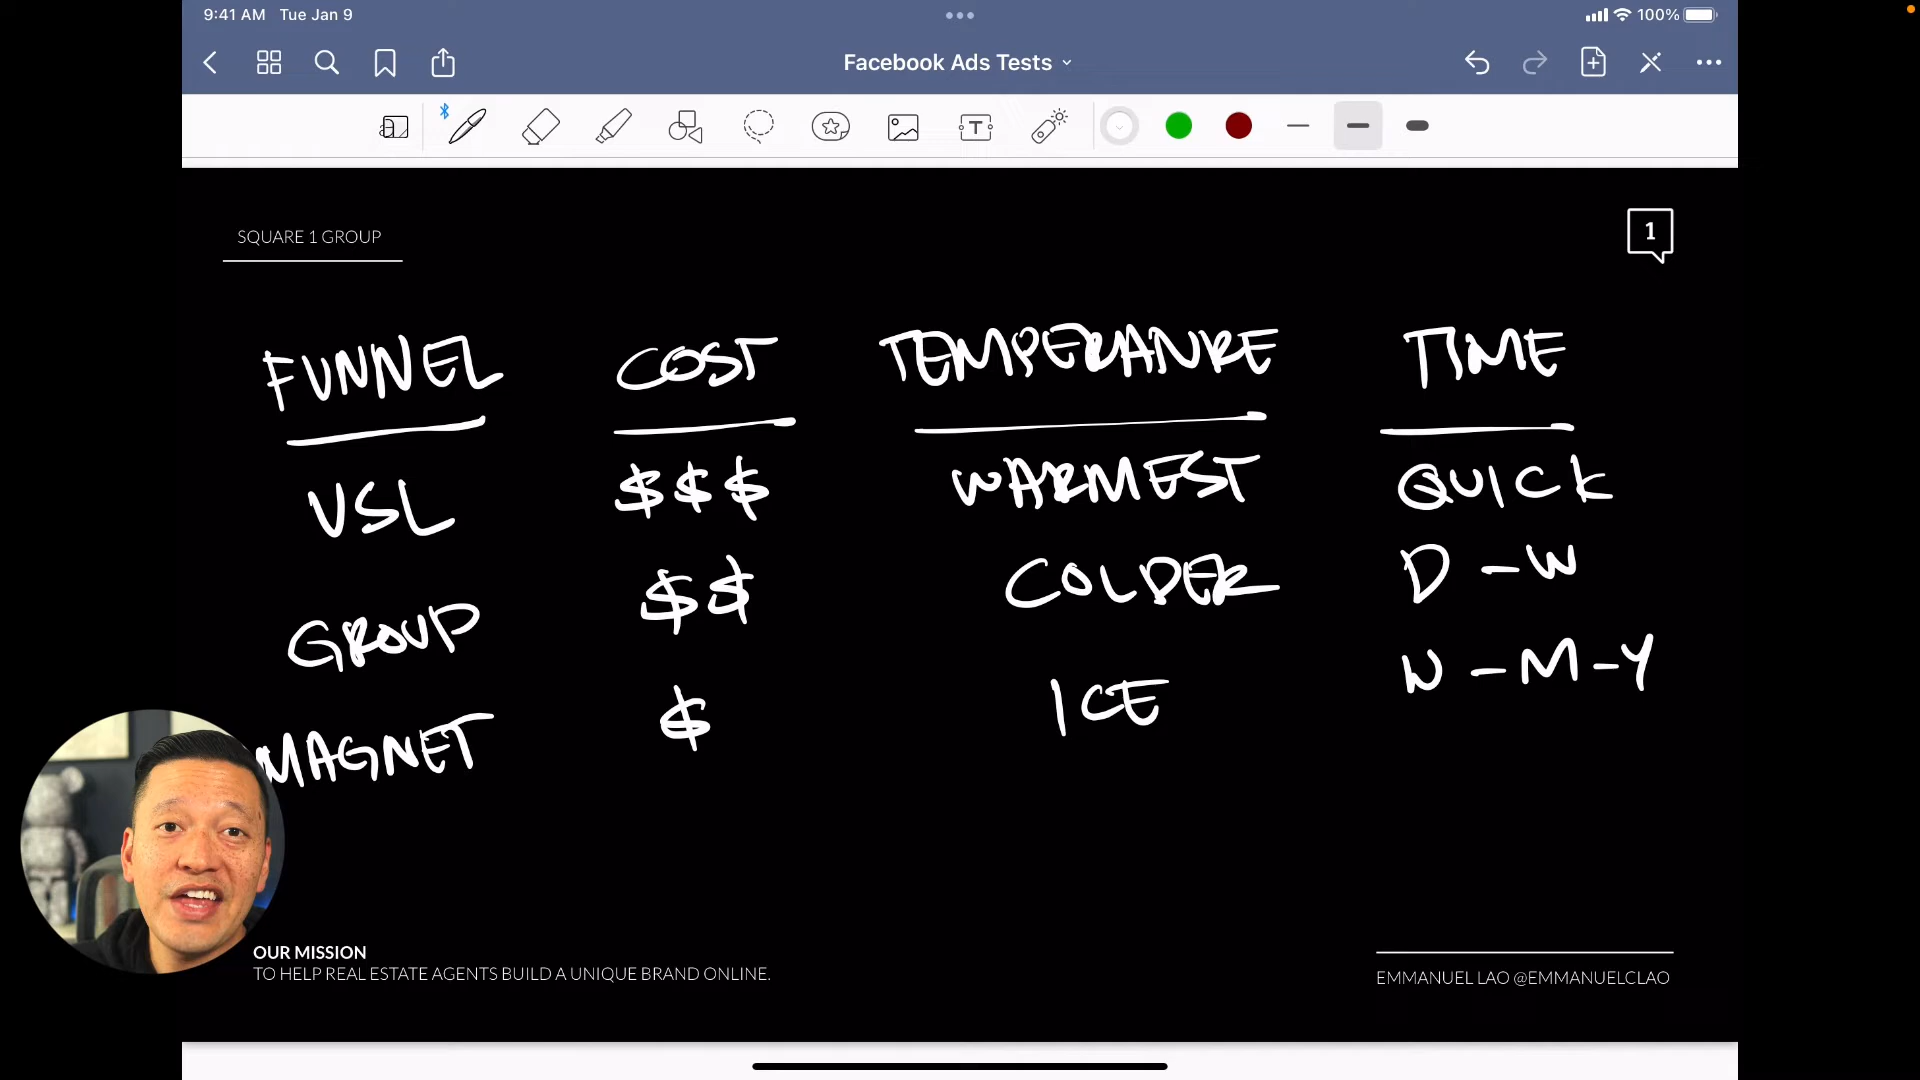 9:41 AM Tue Jan 9
100%
Facebook Ads Tests
SQUARE 1 GROUP
1
FUNNEL COST TEMPERANRE TIME
VSL $$$ WARMEST QUICK
GROUP $$ COLDER D - W
MAGNET $ ICE W - M - Y
OUR MISSION
TO HELP REAL ESTATE AGENTS BUILD A UNIQUE BRAND ONLINE.
EMMANUEL LAO @EMMANUELCLAO